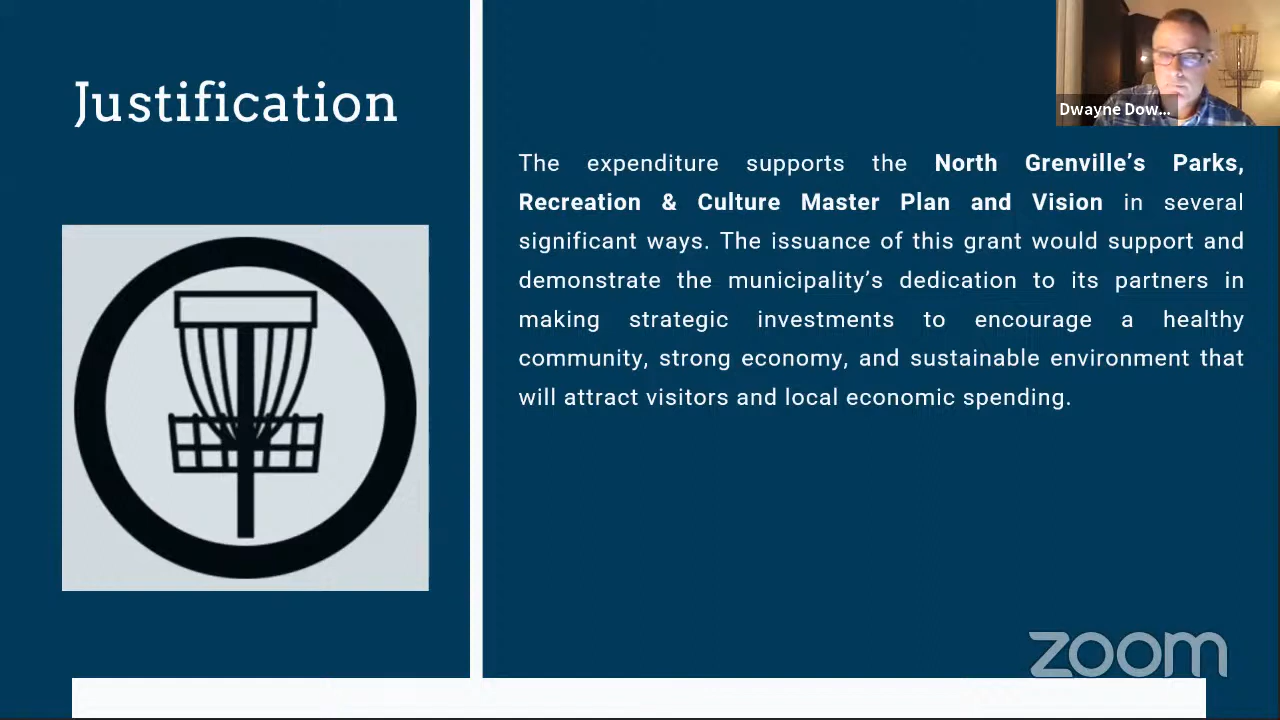 Justification
Dwayne Dow...
The expenditure supports the North Grenville’s Parks,
Recreation & Culture Master Plan and Vision in several
significant ways. The issuance of this grant would support and
demonstrate the municipality’s dedication to its partners in
making strategic investments to encourage a healthy
community, strong economy, and sustainable environment that
will attract visitors and local economic spending.
zoom